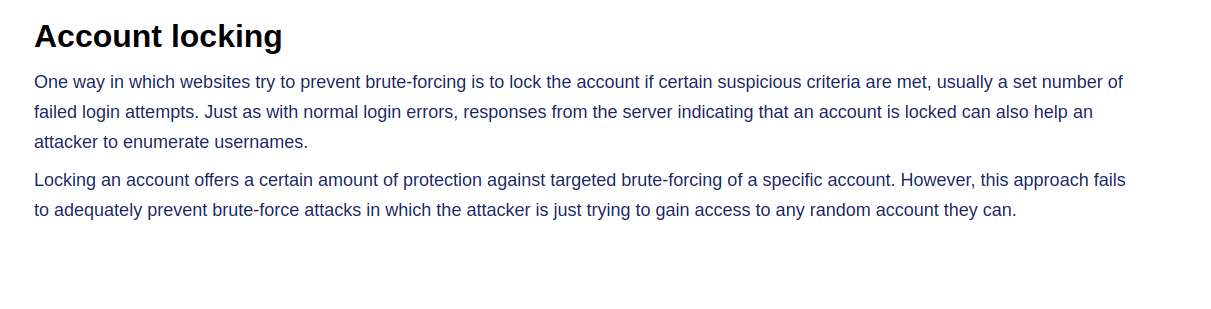 Account locking
One way in which websites try to prevent brute-forcing is to lock the account if certain suspicious criteria are met, usually a set number of
failed login attempts. Just as with normal login errors, responses from the server indicating that an account is locked can also help an
attacker to enumerate usernames.
Locking an account offers a certain amount of protection against targeted brute-forcing of a specific account. However, this approach fails
to adequately prevent brute-force attacks in which the attacker is just trying to gain access to any random account they can.